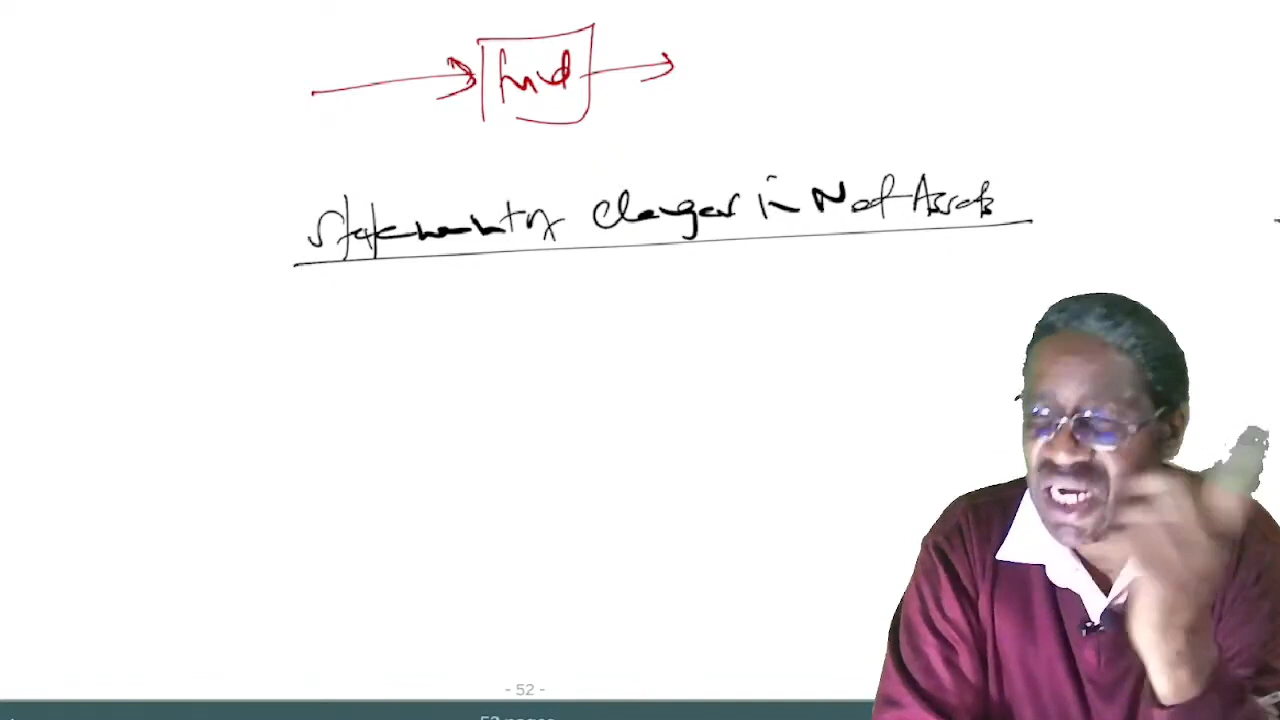 fund
Statement of Changes in Net Assets
- 52 -